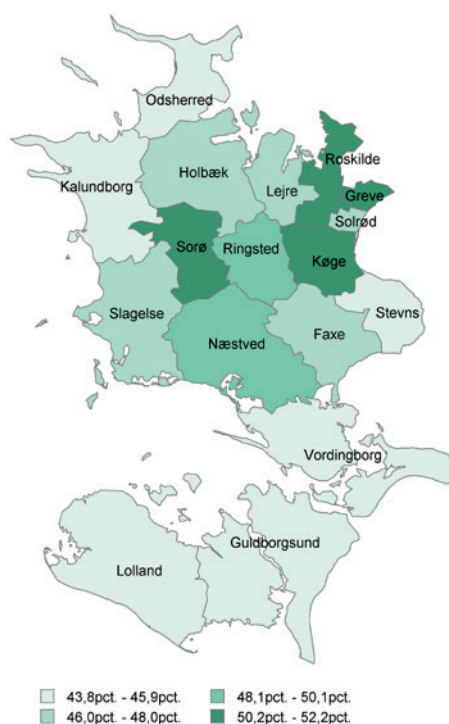 Odsherred
Holbæk
Roskilde
Kalundborg
Lejre
Greve
Solrød
Sorø
Ringsted
Køge
Slagelse
Stevns
Faxe
Næstved
Vordingborg
Guldborgsund
Lolland
43,8pct. - 45,9pct.
46,0pct. - 48,0pct.
48,1pct. - 50,1pct.
50,2pct. - 52,2pct.